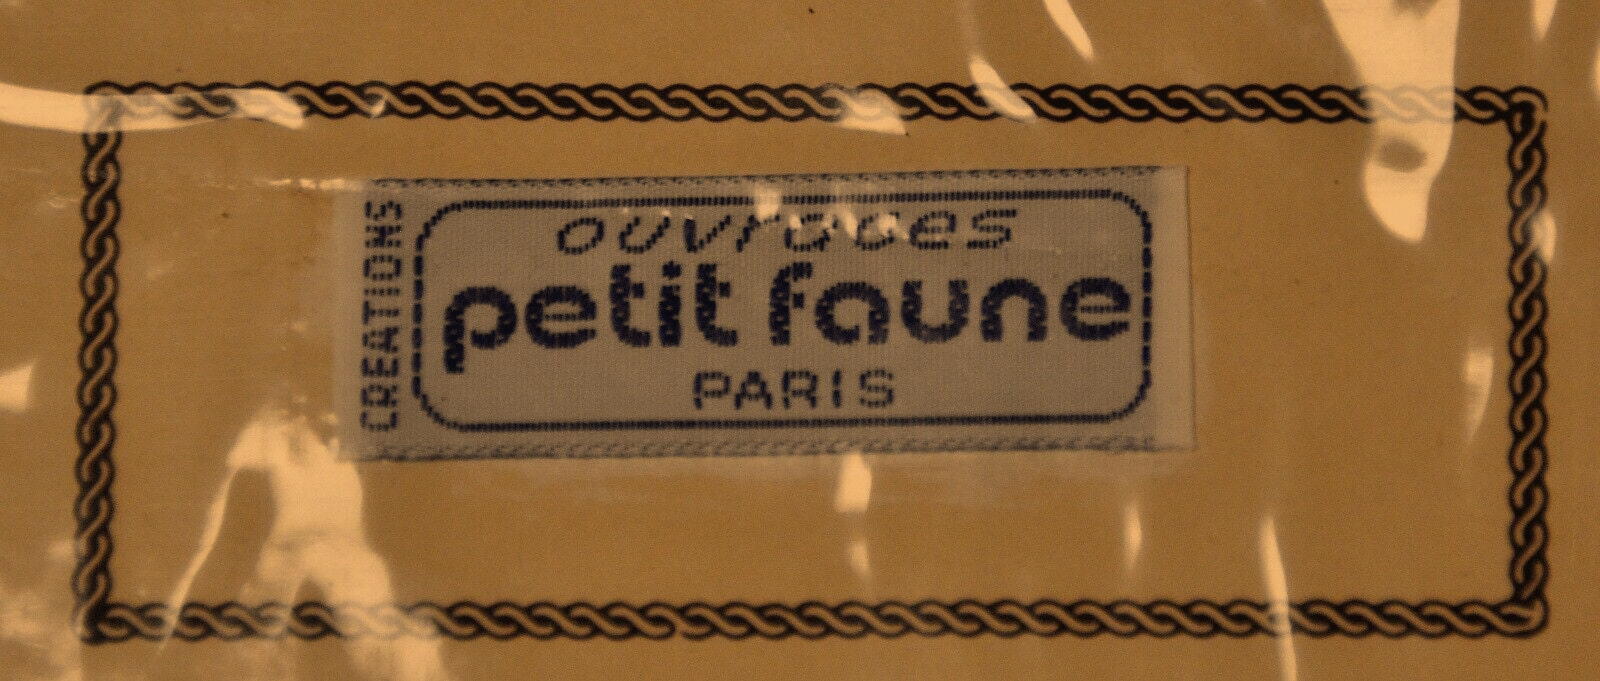 CREATIONS
ouvrages
petit faune
PARIS